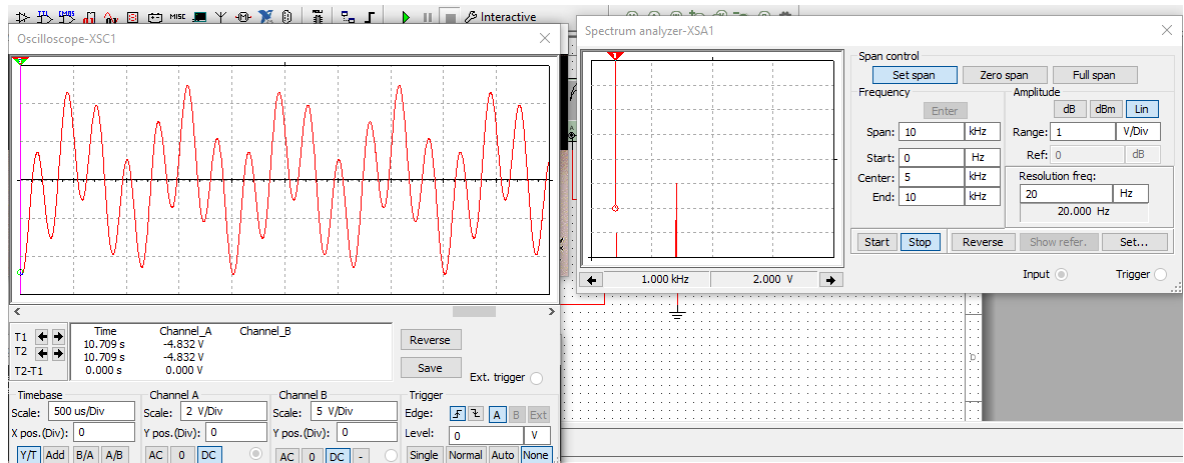 MISC
Interactive
Oscilloscope-XSC1
Time Channel_A Channel_B
T1 10.709 s -4.832 V
T2 10.709 s -4.832 V
T2-T1 0.000 s 0.000 V
Reverse
Save
Ext. trigger
Timebase
Scale: 500 us/Div
X pos.(Div): 0
Y/T Add B/A A/B
Channel A
Scale: 2 V/Div
Y pos.(Div): 0
AC 0 DC
Channel B
Scale: 5 V/Div
Y pos.(Div): 0
AC 0 DC -
Trigger
Edge: A B Ext
Level: 0 V
Single Normal Auto None
Spectrum analyzer-XSA1
1
1.000 kHz 2.000 V
Span control
Set span Zero span Full span
Frequency
Enter
Span: 10 kHz
Start: 0 Hz
Center: 5 kHz
End: 10 kHz
Amplitude
dB dBm Lin
Range: 1 V/Div
Ref: 0 dB
Resolution freq:
20 Hz
20.000 Hz
Start Stop Reverse Show refer. Set...
Input Trigger
A
D